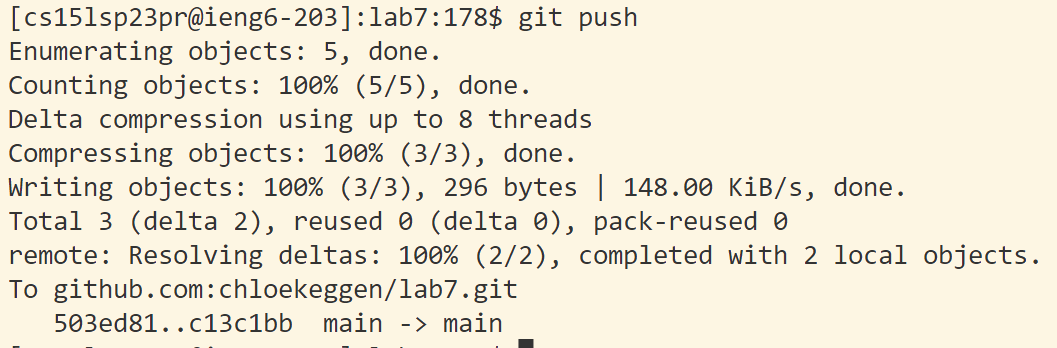 [cs15lsp23pr@ieng6-203]:lab7:178$ git push
Enumerating objects: 5, done.
Counting objects: 100% (5/5), done.
Delta compression using up to 8 threads
Compressing objects: 100% (3/3), done.
Writing objects: 100% (3/3), 296 bytes | 148.00 KiB/s, done.
Total 3 (delta 2), reused 0 (delta 0), pack-reused 0
remote: Resolving deltas: 100% (2/2), completed with 2 local objects.
To github.com:chloekeggen/lab7.git
   503ed81..c13c1bb  main -> main